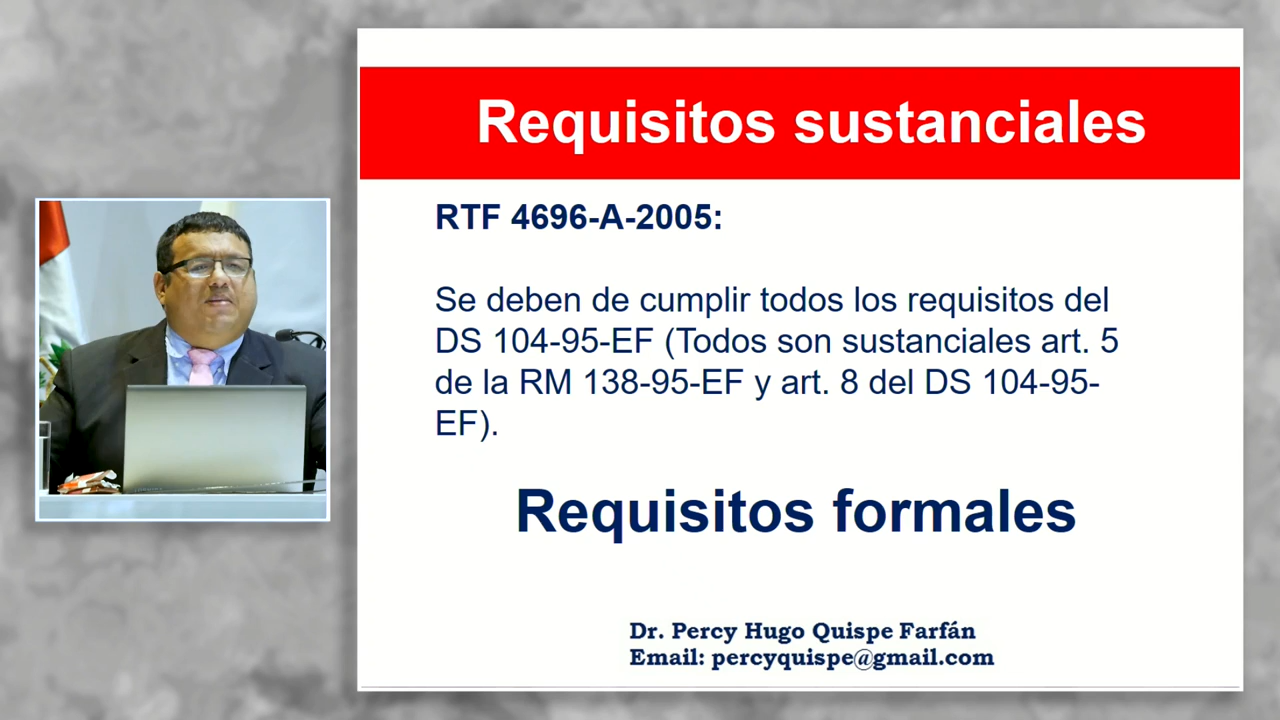 Requisitos sustanciales
RTF 4696-A-2005:
Se deben de cumplir todos los requisitos del
DS 104-95-EF (Todos son sustanciales art. 5
de la RM 138-95-EF y art. 8 del DS 104-95-
EF).
Requisitos formales
Dr. Percy Hugo Quispe Farfán
Email: percyquispe@gmail.com